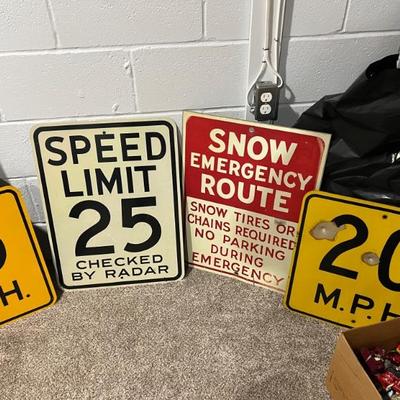 H.
SPEED
LIMIT
25
CHECKED
BY RADAR
SNOW
EMERGENCY
ROUTE
SNOW TIRES OR
CHAINS REQUIRED
NO PARKING
DURING
EMERGENCY
20
M.P.H